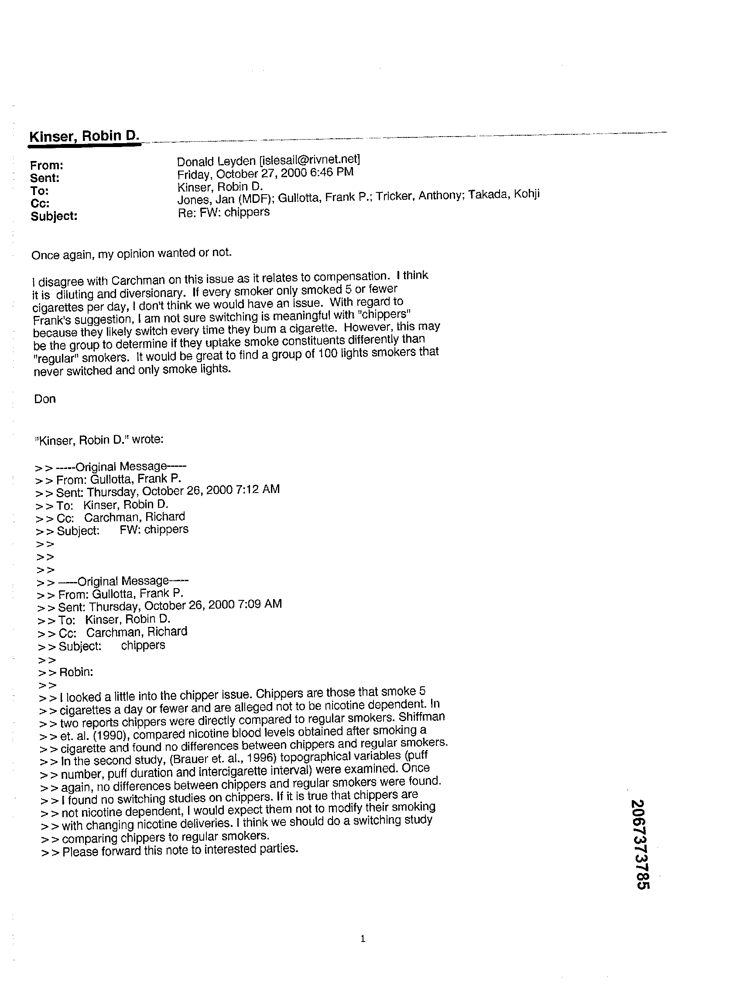 Kinser, Robin D.
From: Donald Leyden [islesail@rivnet.net]
Sent: Friday, October 27, 2000 6:46 PM
To: Kinser, Robin D.
Cc: Jones, Jan (MDF); Gullotta, Frank P.; Tricker, Anthony; Takada, Kohji
Subject: Re: FW: chippers
Once again, my opinion wanted or not.
I disagree with Carchman on this issue as it relates to compensation. I think
it is diluting and diversionary. If every smoker only smoked 5 or fewer
cigarettes per day, I don't think we would have an issue. With regard to
Frank's suggestion, I am not sure switching is meaningful with "chippers"
because they likely switch every time they bum a cigarette. However, this may
be the group to determine if they uptake smoke constituents differently than
"regular" smokers. It would be great to find a group of 100 lights smokers that
never switched and only smoke lights.
Don
"Kinser, Robin D." wrote:
>> -----Original Message-----
>> From: Gullotta, Frank P.
>> Sent: Thursday, October 26, 2000 7:12 AM
>> To: Kinser, Robin D.
>> Cc: Carchman, Richard
>> Subject: FW: chippers
>>
>>
>>
>> -----Original Message-----
>> From: Gullotta, Frank P.
>> Sent: Thursday, October 26, 2000 7:09 AM
>> To: Kinser, Robin D.
>> Cc: Carchman, Richard
>> Subject: chippers
>>
>> Robin:
>>
>> I looked a little into the chipper issue. Chippers are those that smoke 5
>> cigarettes a day or fewer and are alleged not to be nicotine dependent. In
>> two reports chippers were directly compared to regular smokers. Shiffman
>> et. al. (1990), compared nicotine blood levels obtained after smoking a
>> cigarette and found no differences between chippers and regular smokers.
>> In the second study, (Brauer et. al., 1996) topographical variables (puff
>> number, puff duration and intercigarette interval) were examined. Once
>> again, no differences between chippers and regular smokers were found.
>> I found no switching studies on chippers. If it is true that chippers are
>> not nicotine dependent, I would expect them not to modify their smoking
>> with changing nicotine deliveries. I think we should do a switching study
>> comparing chippers to regular smokers.
>> Please forward this note to interested parties.
2067373785
1